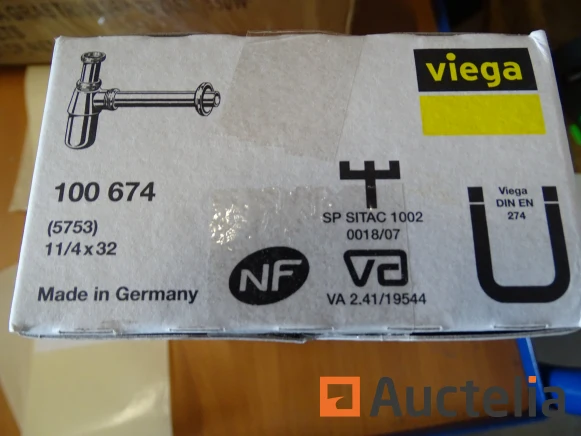 viega
100 674
(5753)
11/4 x 32
Made in Germany
NF
SP SITAC 1002
0018/07
VA
VA 2.41/19544
Viega
DIN EN
274
Auctelia